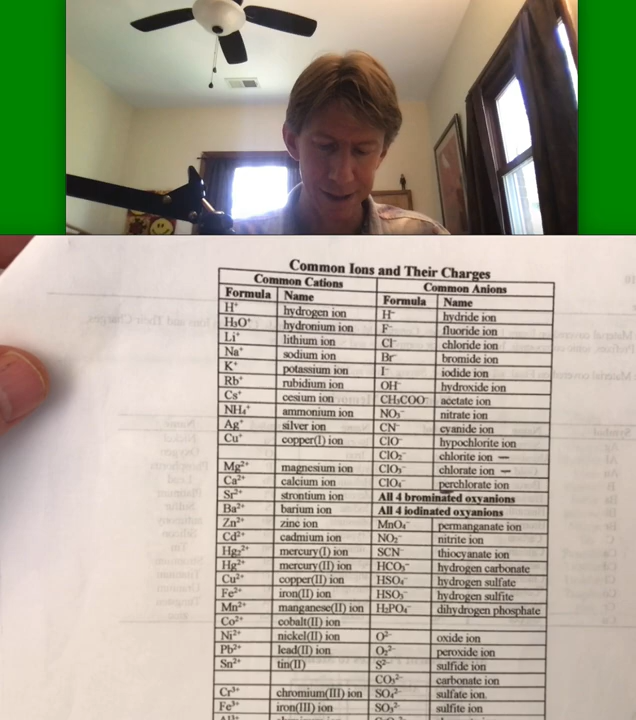 Common Ions and Their Charges
Common Cations Common Anions
Formula Name Formula Name
H⁺ hydrogen ion H⁻ hydride ion
H₃O⁺ hydronium ion F⁻ fluoride ion
Li⁺ lithium ion Cl⁻ chloride ion
Na⁺ sodium ion Br⁻ bromide ion
K⁺ potassium ion I⁻ iodide ion
Rb⁺ rubidium ion OH⁻ hydroxide ion
Cs⁺ cesium ion CH₃COO⁻ acetate ion
NH₄⁺ ammonium ion NO₃⁻ nitrate ion
Ag⁺ silver ion CN⁻ cyanide ion
Cu⁺ copper(I) ion ClO⁻ hypochlorite ion
ClO₂⁻ chlorite ion
Mg²⁺ magnesium ion ClO₃⁻ chlorate ion
Ca²⁺ calcium ion ClO₄⁻ perchlorate ion
Sr²⁺ strontium ion All 4 brominated oxyanions
Ba²⁺ barium ion All 4 iodinated oxyanions
Zn²⁺ zinc ion MnO₄⁻ permanganate ion
Cd²⁺ cadmium ion NO₂⁻ nitrite ion
Hg₂²⁺ mercury(I) ion SCN⁻ thiocyanate ion
Hg²⁺ mercury(II) ion HCO₃⁻ hydrogen carbonate
Cu²⁺ copper(II) ion HSO₄⁻ hydrogen sulfate
Fe²⁺ iron(II) ion HSO₃⁻ hydrogen sulfite
Mn²⁺ manganese(II) ion H₂PO₄⁻ dihydrogen phosphate
Co²⁺ cobalt(II) ion
Ni²⁺ nickel(II) ion O²⁻ oxide ion
Pb²⁺ lead(II) ion O₂²⁻ peroxide ion
Sn²⁺ tin(II) S²⁻ sulfide ion
CO₃²⁻ carbonate ion
Cr³⁺ chromium(III) ion SO₄²⁻ sulfate ion
Fe³⁺ iron(III) ion SO₃²⁻ sulfite ion